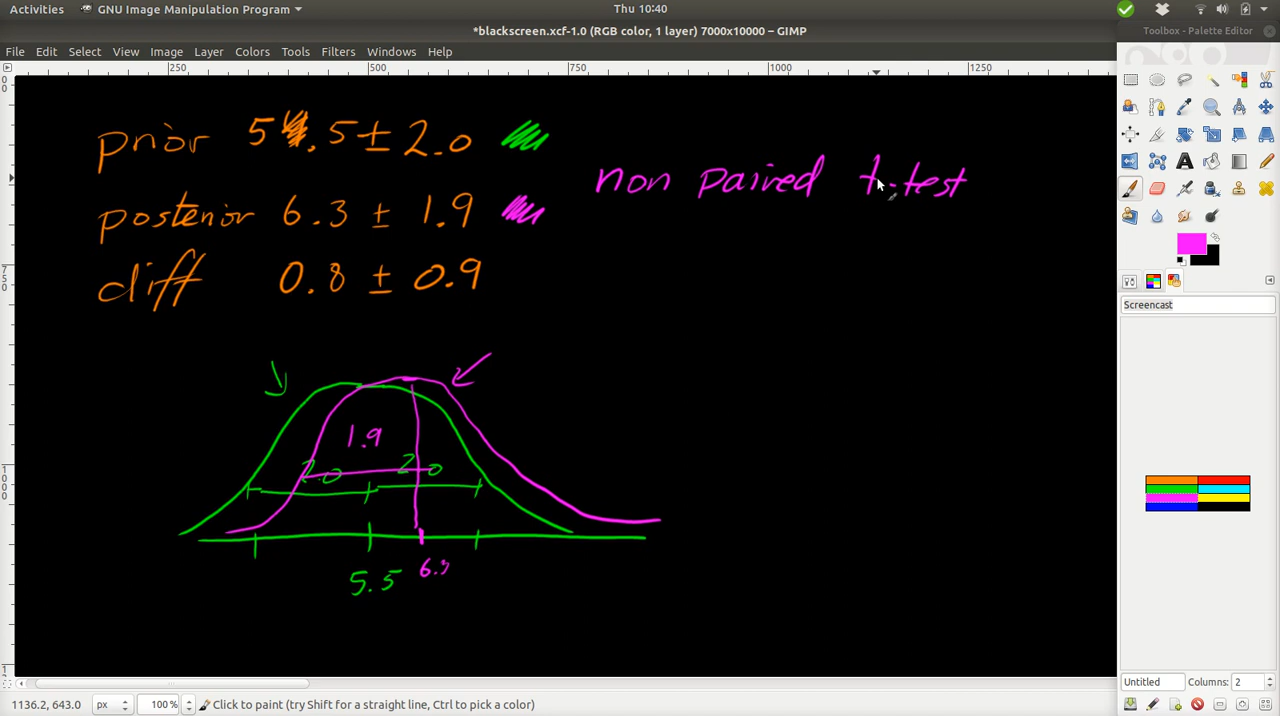 Activities GNU Image Manipulation Program Thu 10:40
*blackscreen.xcf-1.0 (RGB color, 1 layer) 7000x10000 – GIMP
Toolbox - Palette Editor
File Edit Select View Image Layer Colors Tools Filters Windows Help
250 500 750 1000 1250
prior 5 .5 ± 2.0
non paired t-test
posterior 6.3 ± 1.9
diff 0.8 ± 0.9
750
Screencast
1.9
2.0 2.0
1000
5.5 6.3
Untitled Columns: 2
1136.2, 643.0 px 100 % Click to paint (try Shift for a straight line, Ctrl to pick a color)